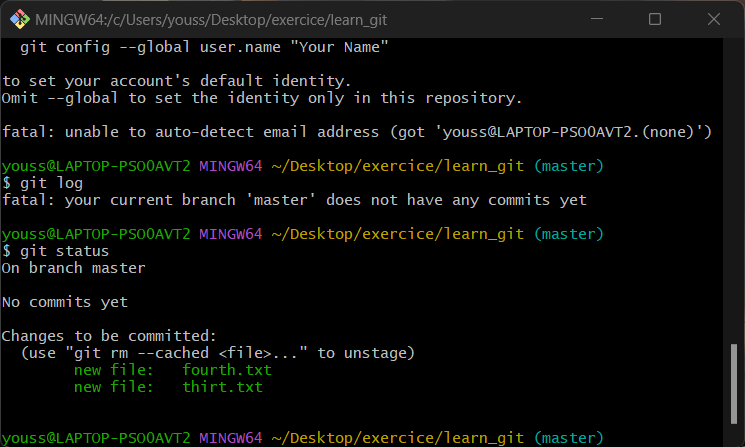 MINGW64:/c/Users/youss/Desktop/exercice/learn_git
git config --global user.name "Your Name"
to set your account's default identity.
Omit --global to set the identity only in this repository.
fatal: unable to auto-detect email address (got 'youss@LAPTOP-PSO0AVT2.(none)')
youss@LAPTOP-PSO0AVT2 MINGW64 ~/Desktop/exercice/learn_git (master)
$ git log
fatal: your current branch 'master' does not have any commits yet
youss@LAPTOP-PSO0AVT2 MINGW64 ~/Desktop/exercice/learn_git (master)
$ git status
On branch master
No commits yet
Changes to be committed:
(use "git rm --cached <file>..." to unstage)
new file:   fourth.txt
new file:   thirt.txt
youss@LAPTOP-PSO0AVT2 MINGW64 ~/Desktop/exercice/learn_git (master)